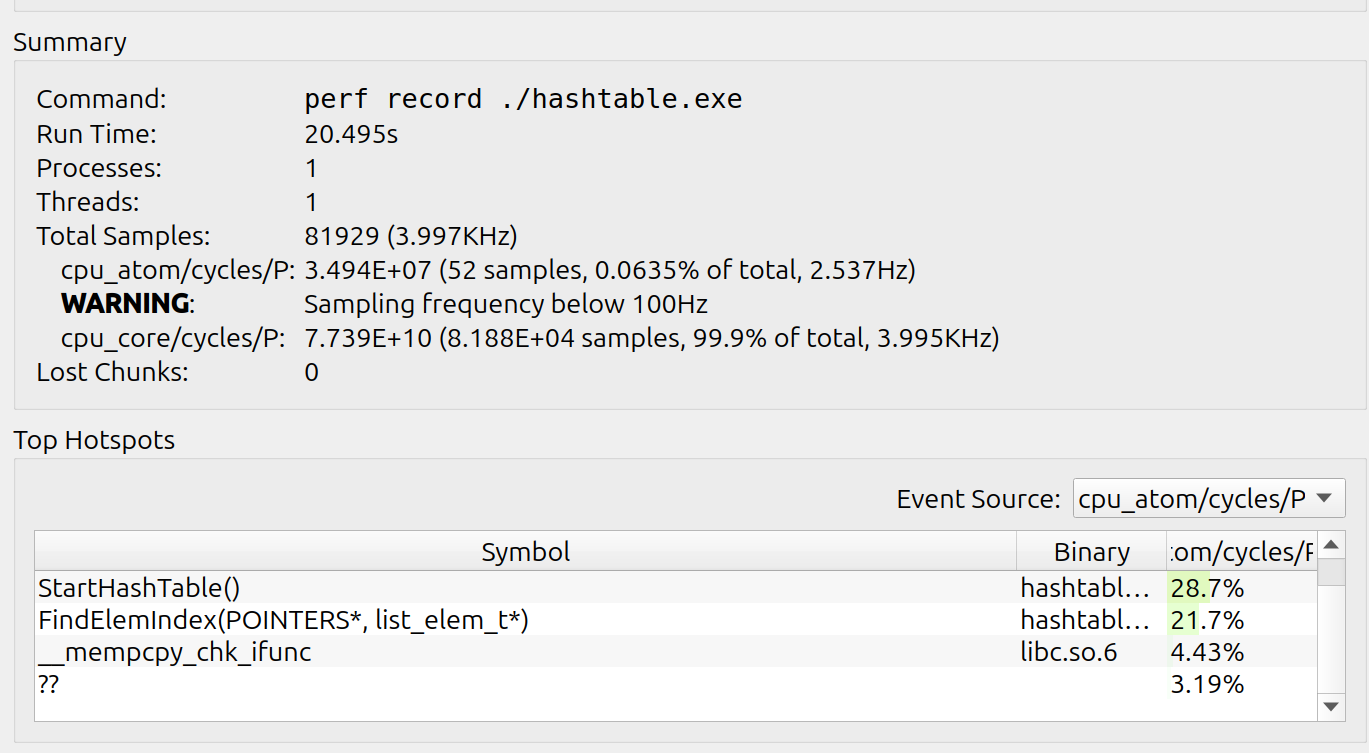 Summary
Command: perf record ./hashtable.exe
Run Time: 20.495s
Processes: 1
Threads: 1
Total Samples: 81929 (3.997KHz)
cpu_atom/cycles/P: 3.494E+07 (52 samples, 0.0635% of total, 2.537Hz)
WARNING: Sampling frequency below 100Hz
cpu_core/cycles/P: 7.739E+10 (8.188E+04 samples, 99.9% of total, 3.995KHz)
Lost Chunks: 0
Top Hotspots
Event Source: cpu_atom/cycles/P
Symbol Binary :om/cycles/F
StartHashTable() hashtabl... 28.7%
FindElemIndex(POINTERS*, list_elem_t*) hashtabl... 21.7%
__mempcpy_chk_ifunc libc.so.6 4.43%
?? 3.19%